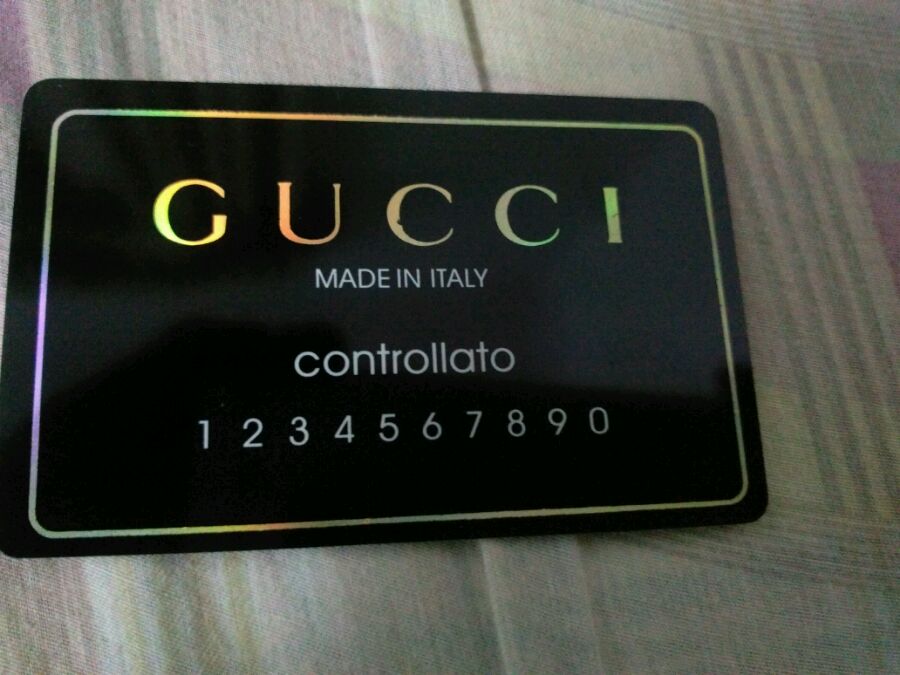 GUCCI
MADE IN ITALY
controllato
1 2 3 4 5 6 7 8 9 0